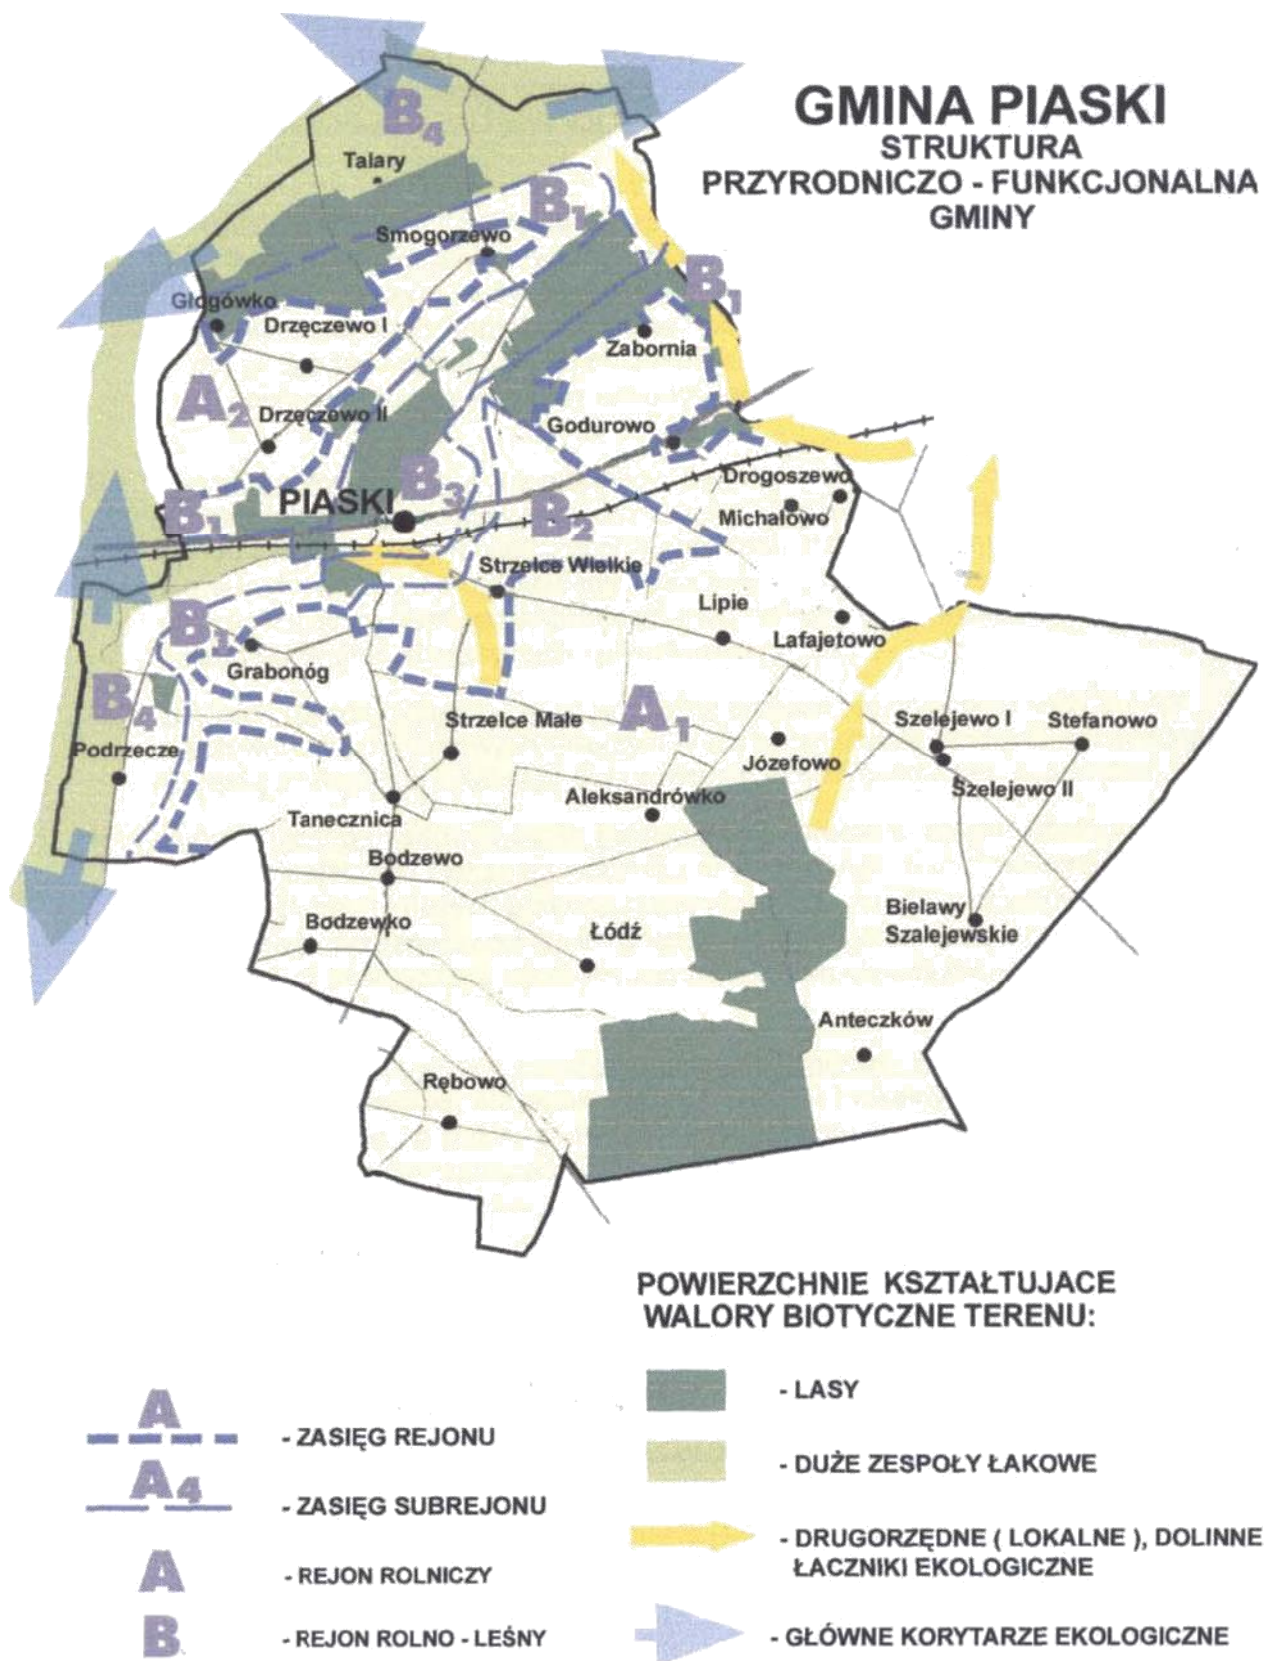 GMINA PIASKI
STRUKTURA
PRZYRODNICZO - FUNKCJONALNA
GMINY
B4
Talary
B1
Smogorzewo
B1
Głogówko
Drzęczewo I
Zabornia
A2
Drzęczewo II
Godurowo
B3
Drogoszewo
PIASKI
B1
B2
Michałowo
Strzelce Wielkie
Lipie
B1
Lafajetowo
Grabonóg
B4
A1
Strzelce Małe
Szelejewo I
Stefanowo
Podrzecze
Józefowo
Szelejewo II
Aleksandrówko
Tanecznica
Bodzewo
Bielawy
Szalejewskie
Bodzewko
Łódź
Anteczków
Rębowo
POWIERZCHNIE KSZTAŁTUJACE
WALORY BIOTYCZNE TERENU:
A
- ZASIĘG REJONU
A4
- ZASIĘG SUBREJONU
A
- REJON ROLNICZY
B
- REJON ROLNO - LEŚNY
- LASY
- DUŻE ZESPOŁY ŁAKOWE
- DRUGORZĘDNE ( LOKALNE ), DOLINNE
ŁACZNIKI EKOLOGICZNE
- GŁÓWNE KORYTARZE EKOLOGICZNE